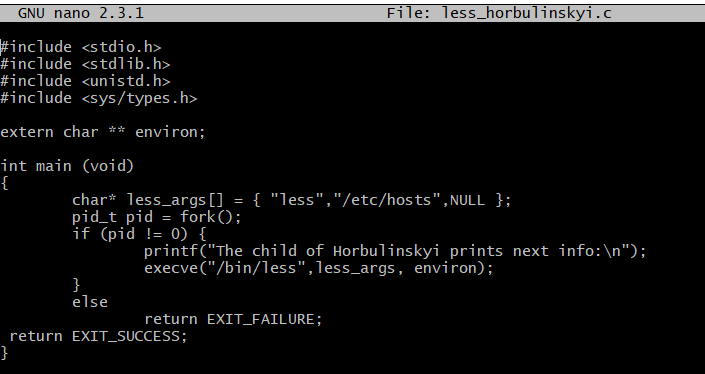 GNU nano 2.3.1 File: less_horbulinskyi.c
#include <stdio.h>
#include <stdlib.h>
#include <unistd.h>
#include <sys/types.h>
extern char ** environ;
int main (void)
{
char* less_args[] = { "less","/etc/hosts",NULL };
pid_t pid = fork();
if (pid != 0) {
printf("The child of Horbulinskyi prints next info:\n");
execve("/bin/less",less_args, environ);
}
else
return EXIT_FAILURE;
return EXIT_SUCCESS;
}